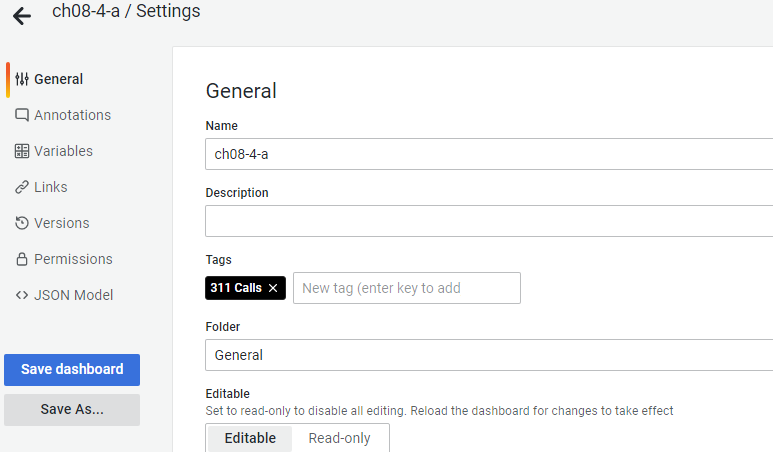 ch08-4-a / Settings
General
Annotations
Variables
Links
Versions
Permissions
JSON Model
Save dashboard
Save As...
General
Name
ch08-4-a
Description
Tags
311 Calls
New tag (enter key to add
Folder
General
Editable
Set to read-only to disable all editing. Reload the dashboard for changes to take effect
Editable Read-only